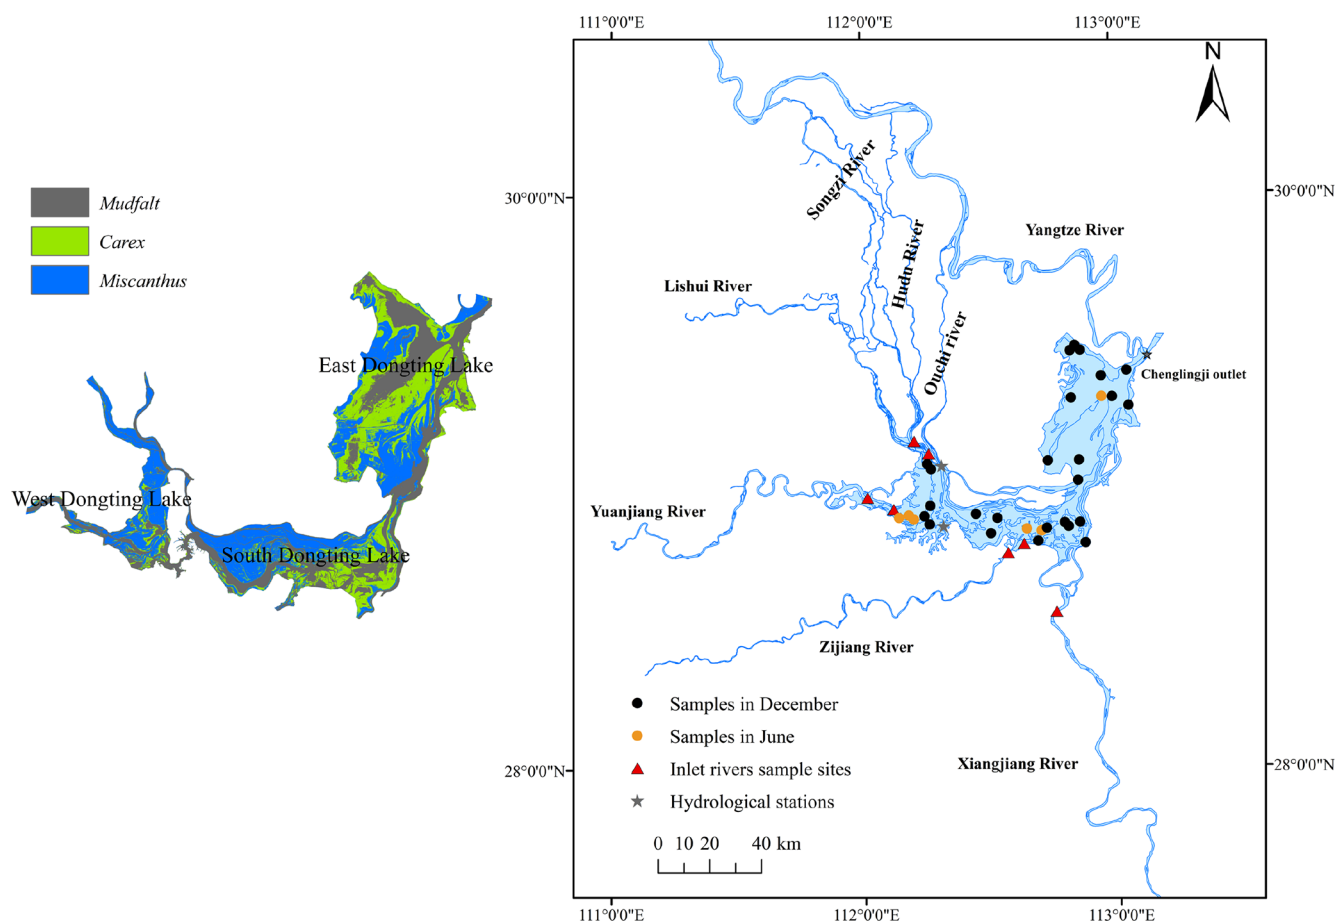 Mudfalt
Carex
Miscanthus
East Dongting Lake
West Dongting Lake
South Dongting Lake
111°0'0"E
112°0'0"E
113°0'0"E
N
30°0'0"N
30°0'0"N
Songzi River
Hudu River
Ouchi river
Yangtze River
Lishui River
Chenglingji outlet
Yuanjiang River
Zijiang River
Xiangjiang River
Samples in December
Samples in June
Inlet rivers sample sites
Hydrological stations
0 10 20 40 km
28°0'0"N
28°0'0"N
111°0'0"E
112°0'0"E
113°0'0"E